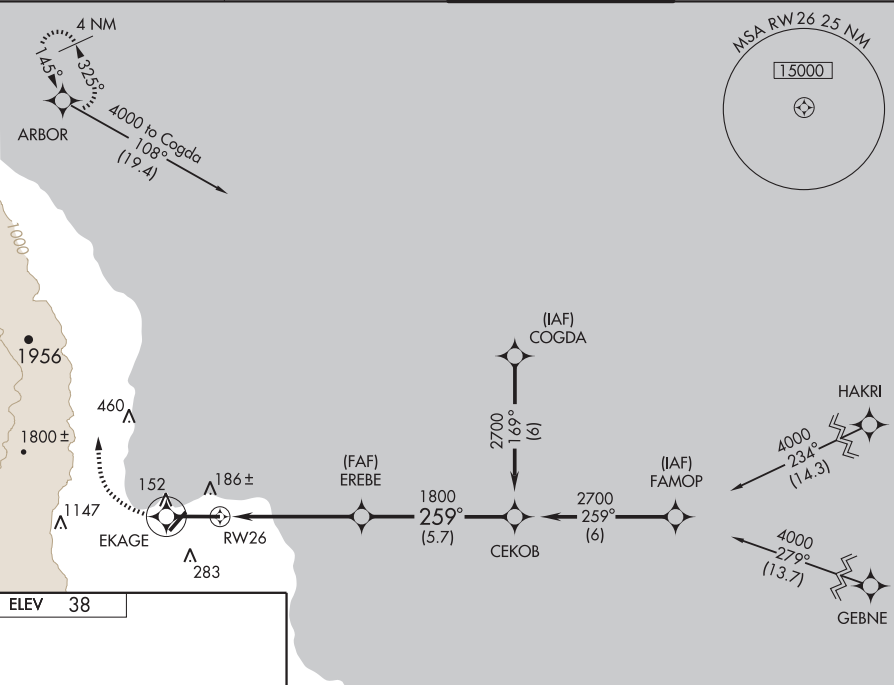 4 NM
145°
325°
ARBOR
4000 to Cogda
108°
(19.4)
MSA RW 26 25 NM
15000
1000
1956
1800±
460
1147
152
186±
EKAGE
RW26
283
(FAF)
EREBE
1800
259°
(5.7)
(IAF)
COGDA
2700
169°
(6)
CEKOB
2700
259°
(6)
(IAF)
FAMOP
HAKRI
4000
234°
(14.3)
4000
279°
(13.7)
GEBNE
ELEV 38